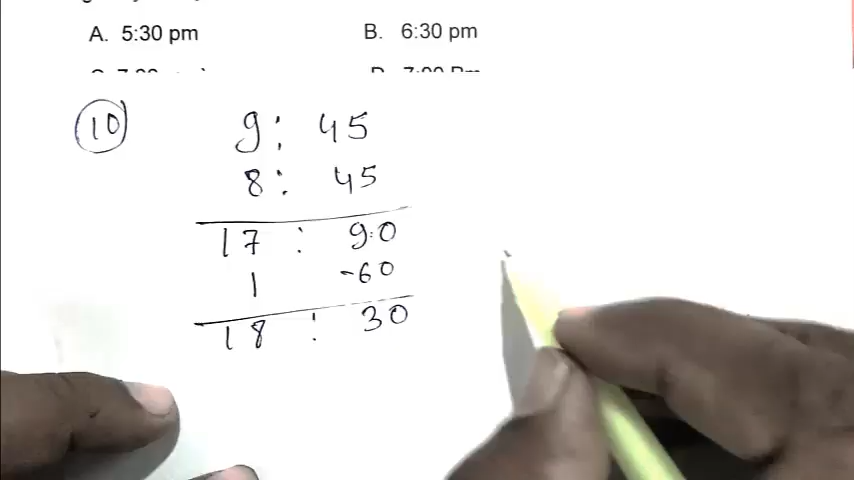 A. 5:30 pm B. 6:30 pm
10 9 : 45
8 : 45
17 : 90
1 -60
18 : 30